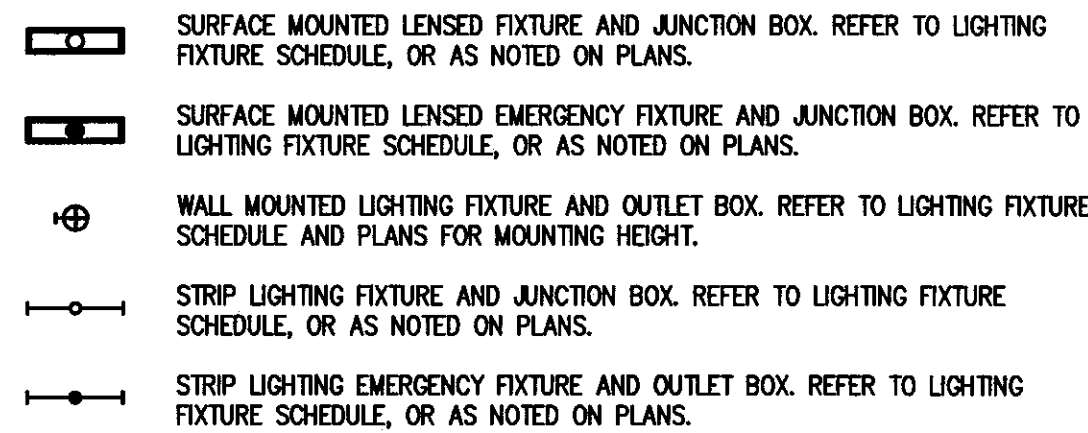 SURFACE MOUNTED LENSED FIXTURE AND JUNCTION BOX. REFER TO LIGHTING
FIXTURE SCHEDULE, OR AS NOTED ON PLANS.
SURFACE MOUNTED LENSED EMERGENCY FIXTURE AND JUNCTION BOX. REFER TO
LIGHTING FIXTURE SCHEDULE, OR AS NOTED ON PLANS.
WALL MOUNTED LIGHTING FIXTURE AND OUTLET BOX. REFER TO LIGHTING FIXTURE
SCHEDULE AND PLANS FOR MOUNTING HEIGHT.
STRIP LIGHTING FIXTURE AND JUNCTION BOX. REFER TO LIGHTING FIXTURE
SCHEDULE, OR AS NOTED ON PLANS.
STRIP LIGHTING EMERGENCY FIXTURE AND OUTLET BOX. REFER TO LIGHTING
FIXTURE SCHEDULE, OR AS NOTED ON PLANS.